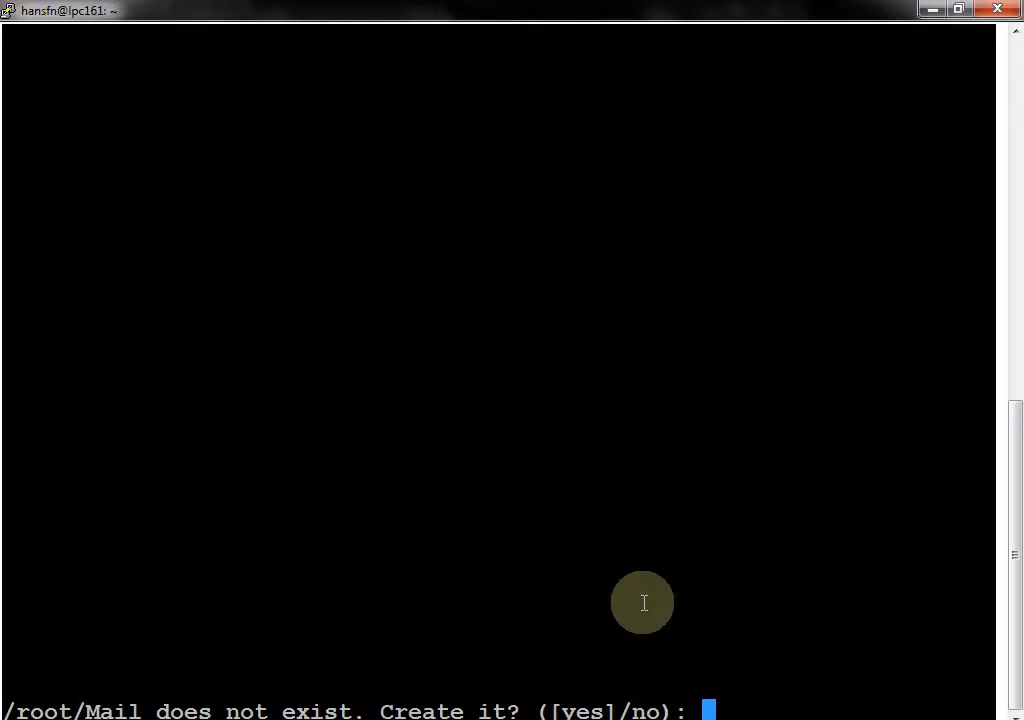 hansfn@lpc161: ~
/root/Mail does not exist. Create it? ([yes]/no):